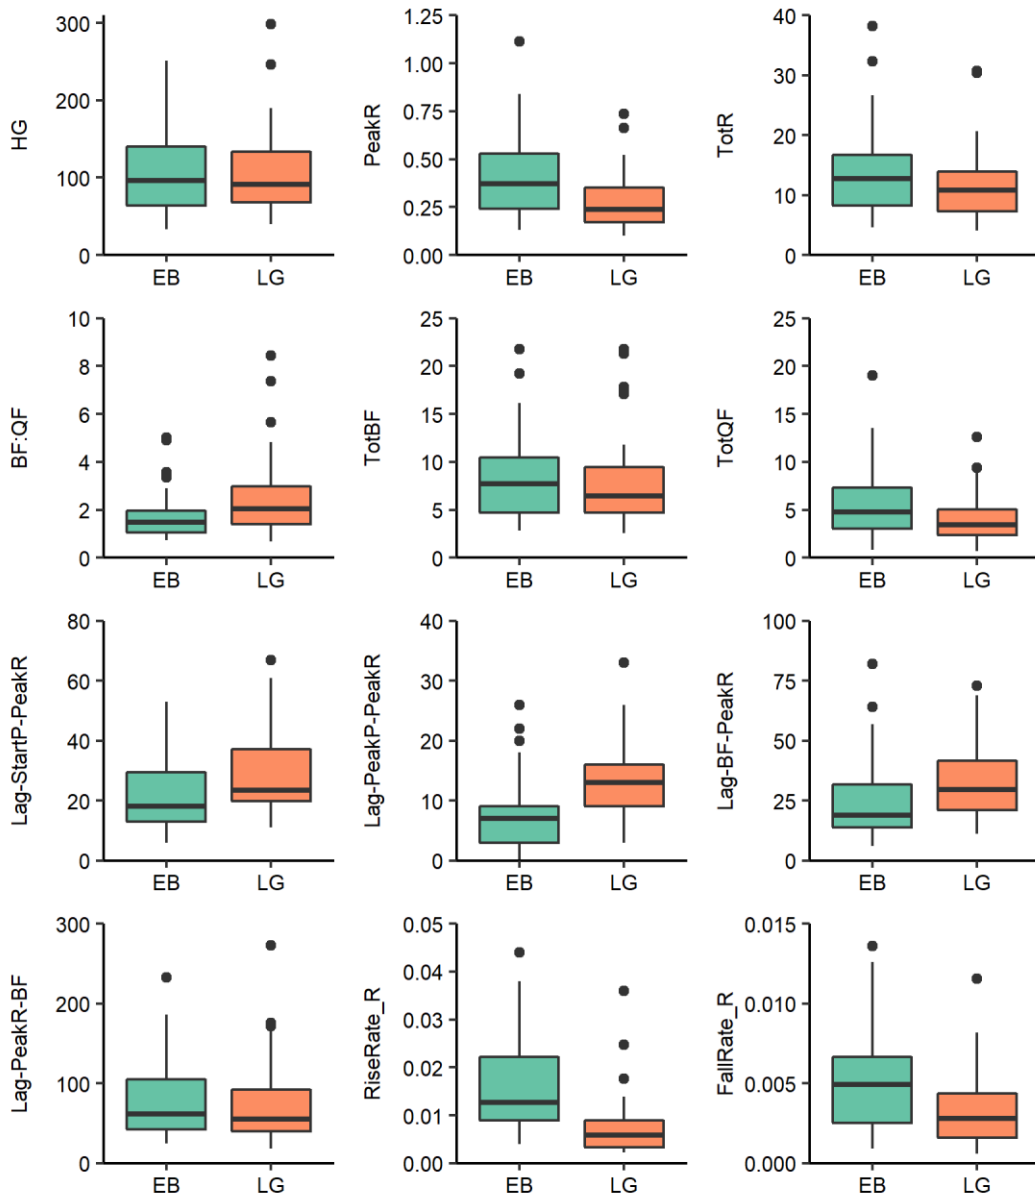 HG
300
200
100
0
EB LG
PeakR
1.25
1.00
0.75
0.50
0.25
0.00
EB LG
TotR
40
30
20
10
0
EB LG
BF:QF
10
8
6
4
2
0
EB LG
TotBF
25
20
15
10
5
0
EB LG
TotQF
25
20
15
10
5
0
EB LG
Lag-StartP-PeakR
80
60
40
20
0
EB LG
Lag-PeakP-PeakR
40
30
20
10
0
EB LG
Lag-BF-PeakR
100
75
50
25
0
EB LG
Lag-PeakR-BF
300
200
100
0
EB LG
RiseRate_R
0.05
0.04
0.03
0.02
0.01
0.00
EB LG
FallRate_R
0.015
0.010
0.005
0.000
EB LG